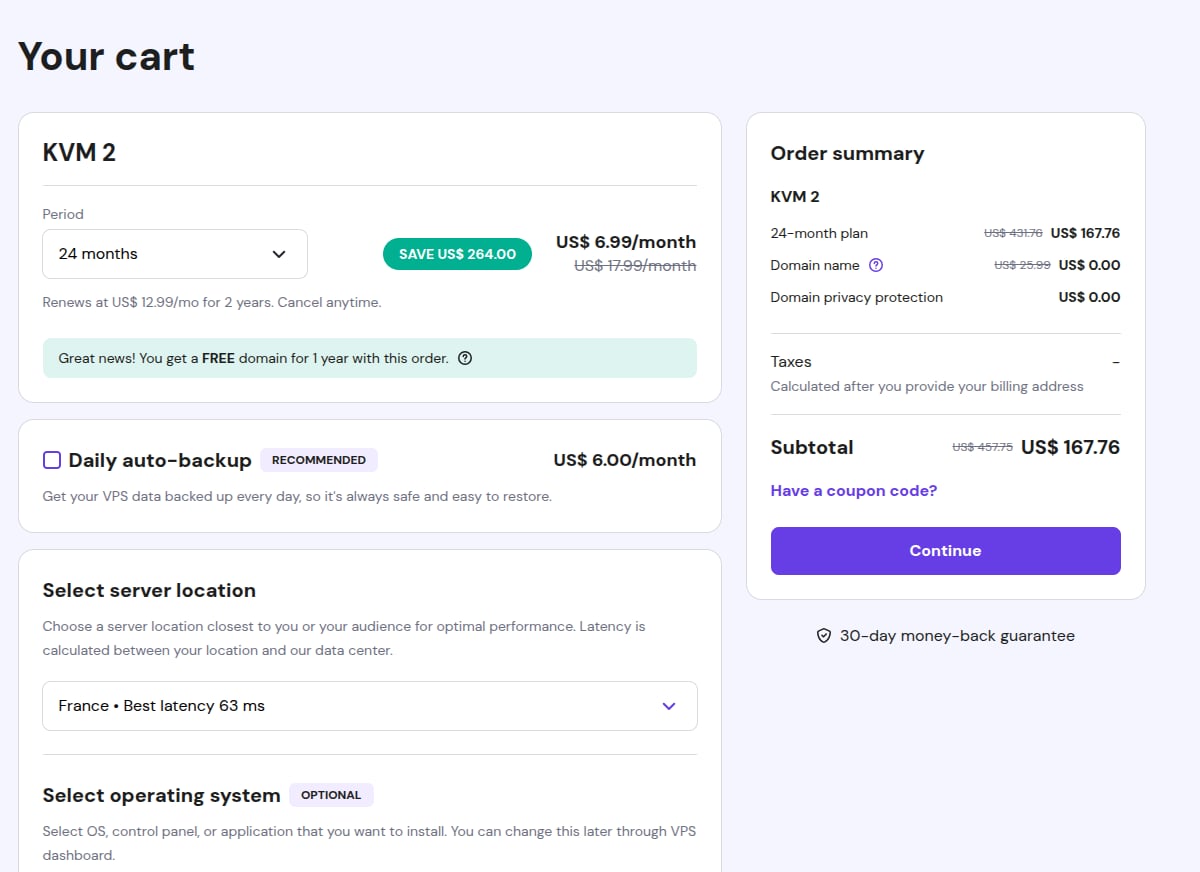 Your cart
KVM 2
Period
24 months
SAVE US$ 264.00
US$ 6.99/month
US$ 17.99/month
Renews at US$ 12.99/mo for 2 years. Cancel anytime.
Great news! You get a FREE domain for 1 year with this order.
Daily auto-backup RECOMMENDED US$ 6.00/month
Get your VPS data backed up every day, so it's always safe and easy to restore.
Select server location
Choose a server location closest to you or your audience for optimal performance. Latency is
calculated between your location and our data center.
France • Best latency 63 ms
Select operating system OPTIONAL
Select OS, control panel, or application that you want to install. You can change this later through VPS
dashboard.
Order summary
KVM 2
24-month plan US$ 431.76 US$ 167.76
Domain name US$ 25.99 US$ 0.00
Domain privacy protection US$ 0.00
Taxes -
Calculated after you provide your billing address
Subtotal US$ 457.75 US$ 167.76
Have a coupon code?
Continue
30-day money-back guarantee